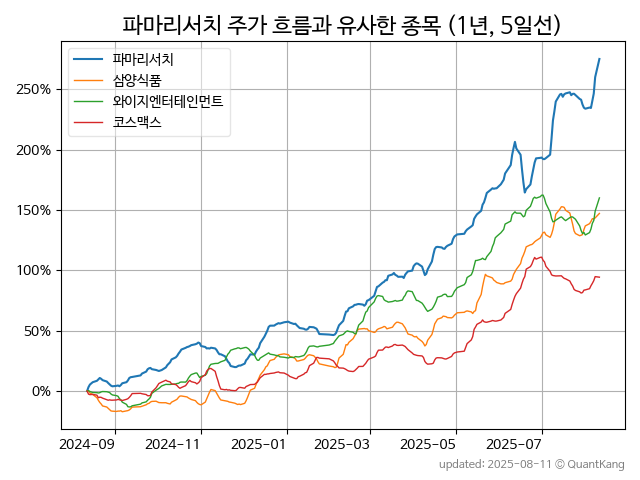 파마리서치 주가 흐름과 유사한 종목 (1년, 5일선)
파마리서치
삼양식품
와이지엔터테인먼트
코스맥스
250%
200%
150%
100%
50%
0%
2024-09 2024-11 2025-01 2025-03 2025-05 2025-07
updated: 2025-08-11 © QuantKang